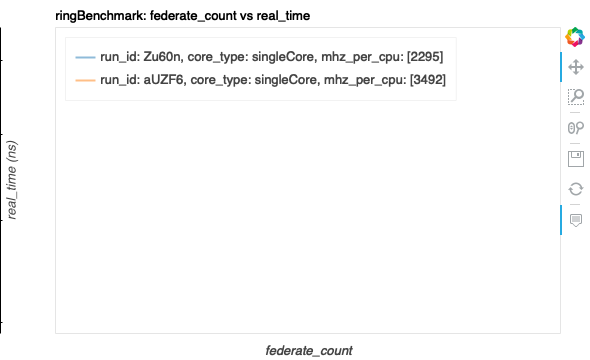 ringBenchmark: federate_count vs real_time
run_id: Zu60n, core_type: singleCore, mhz_per_cpu: [2295]
run_id: aUZF6, core_type: singleCore, mhz_per_cpu: [3492]
real_time (ns)
federate_count